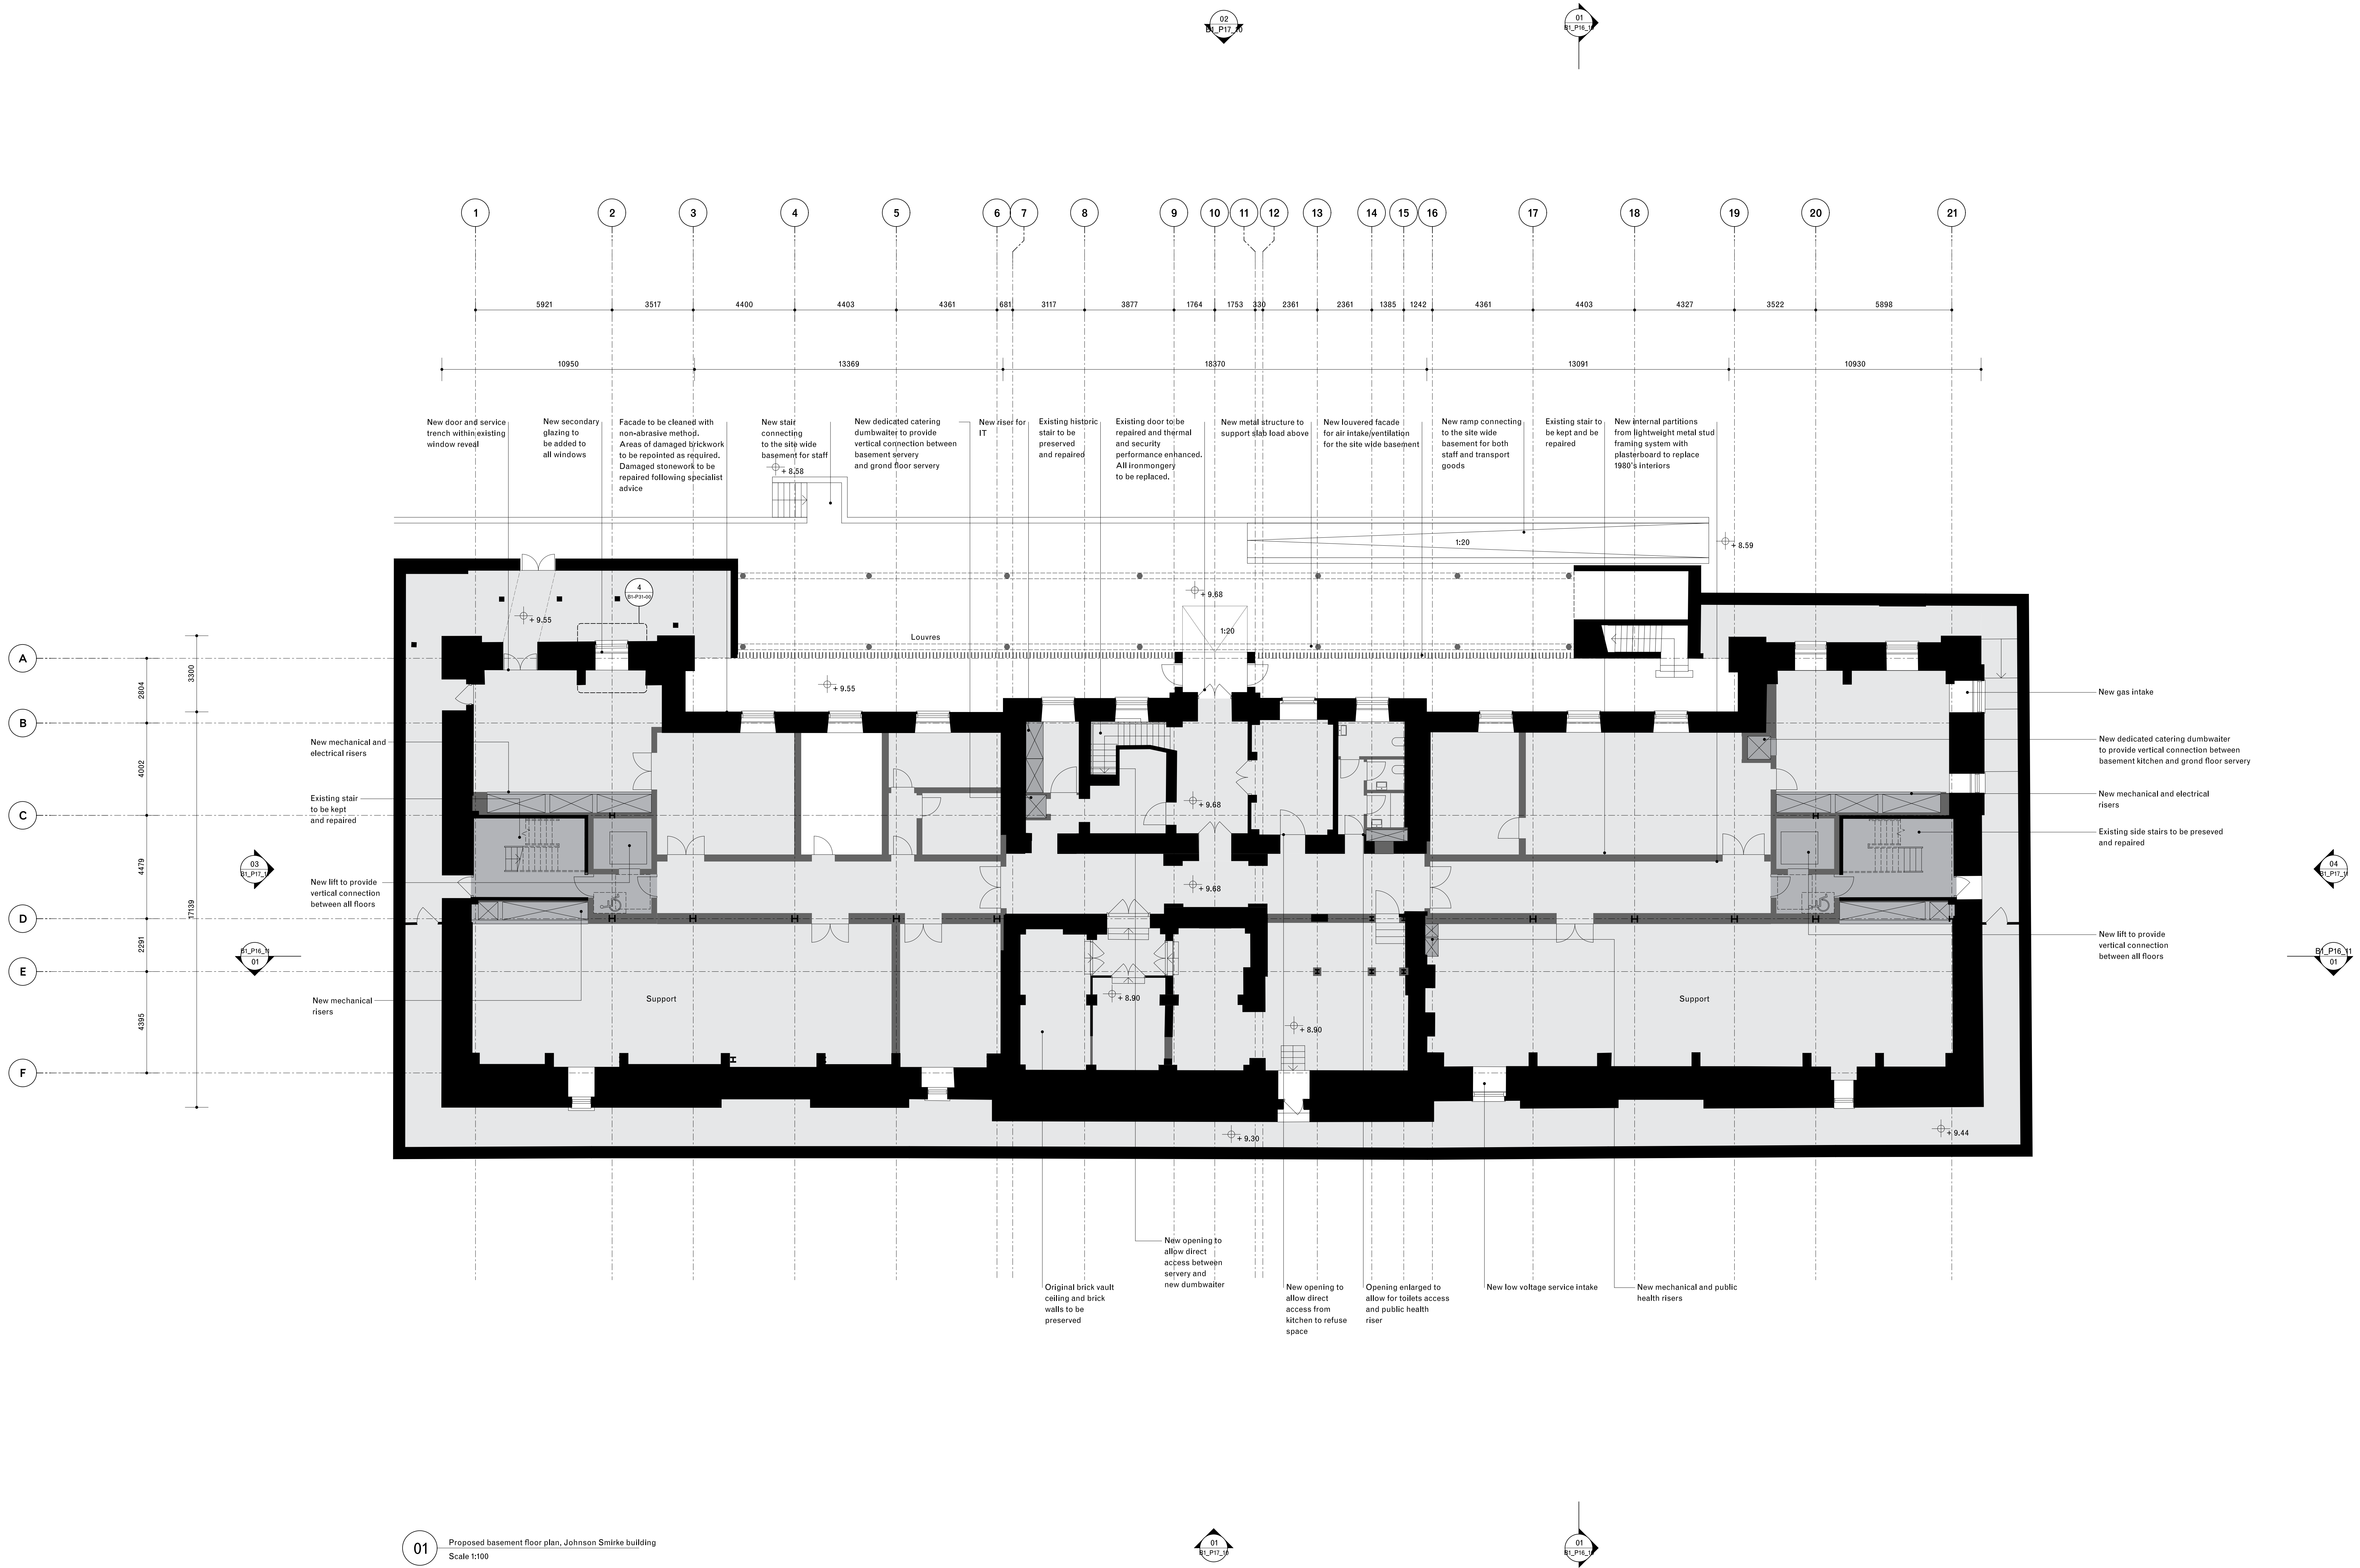 02
B1_P17_10
01
B1_P16_1
1 2 3 4 5 6 7 8 9 10 11 12 13 14 15 16 17 18 19 20 21
5921 3517 4400 4403 4361 681 3117 3877 1764 1753 330 2361 2361 1385 1242 4361 4403 4327 3522 5898
10950 13369 18370 13091 10930
New door and service
trench within existing
window reveal
New secondary
glazing to
be added to
all windows
Facade to be cleaned with
non-abrasive method.
Areas of damaged brickwork
to be repointed as required.
Damaged stonework to be
repaired following specialist
advice
New stair
connecting
to the site wide
basement for staff
New dedicated catering
dumbwaiter to provide
vertical connection between
basement servery
and grond floor servery
New riser for
IT
Existing historic
stair to be
preserved
and repaired
Existing door to be
repaired and thermal
and security
performance enhanced.
All ironmongery
to be replaced.
New metal structure to
support slab load above
New louvered facade
for air intake/ventilation
for the site wide basement
New ramp connecting
to the site wide
basement for both
staff and transport
goods
Existing stair to
be kept and be
repaired
New internal partitions
from lightweight metal stud
framing system with
plasterboard to replace
1980's interiors
+ 8.58
1:20
+ 8.59
4
B1-P31-00
+ 9.55
+ 9.68
1:20
Louvres
+ 9.55
A
B
C
D
E
F
2804
4002
4479
2291
4395
3300
17139
New mechanical and
electrical risers
Existing stair
to be kept
and repaired
03
B1_P17_1
New lift to provide
vertical connection
between all floors
B1_P16_11
01
New mechanical
risers
+ 9.68
+ 9.68
Support
+ 8.90
+ 8.90
Support
+ 9.30
+ 9.44
New gas intake
New dedicated catering dumbwaiter
to provide vertical connection between
basement kitchen and grond floor servery
New mechanical and electrical
risers
Existing side stairs to be preseved
and repaired
04
B1_P17_11
New lift to provide
vertical connection
between all floors
B1_P16_11
01
New opening to
allow direct
access between
servery and
new dumbwaiter
Original brick vault
ceiling and brick
walls to be
preserved
New opening to
allow direct
access from
kitchen to refuse
space
Opening enlarged to
allow for toilets access
and public health
riser
New low voltage service intake
New mechanical and public
health risers
01
Proposed basement floor plan, Johnson Smirke building
Scale 1:100
01
B1_P17_10
01
B1_P16_1